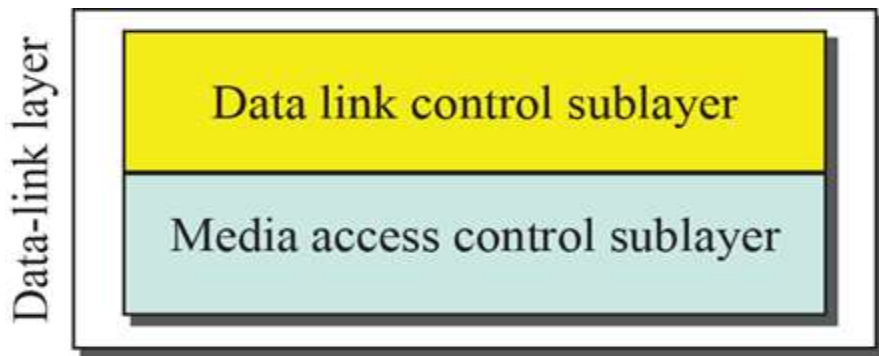 Data-link layer
Data link control sublayer
Media access control sublayer